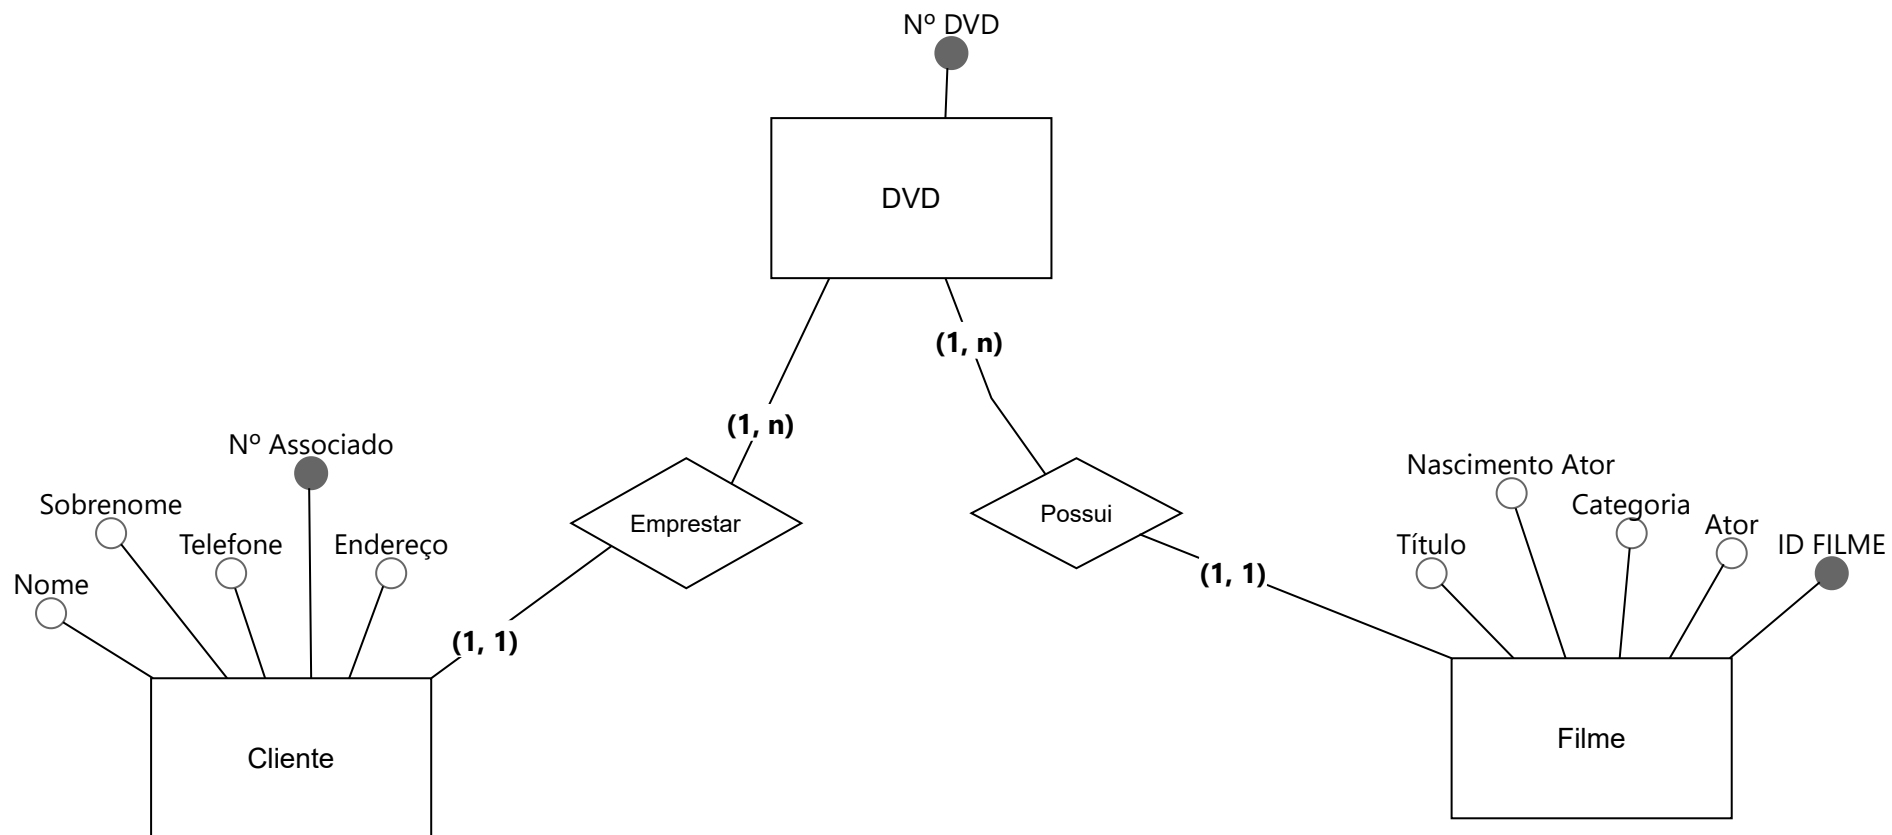 Nº DVD
DVD
(1, n)
(1, n)
Nº Associado
Nascimento Ator
Sobrenome
Categoria
Emprestar
Possui
Ator
Telefone
Endereço
Título
ID FILME
Nome
(1, 1)
(1, 1)
Cliente
Filme